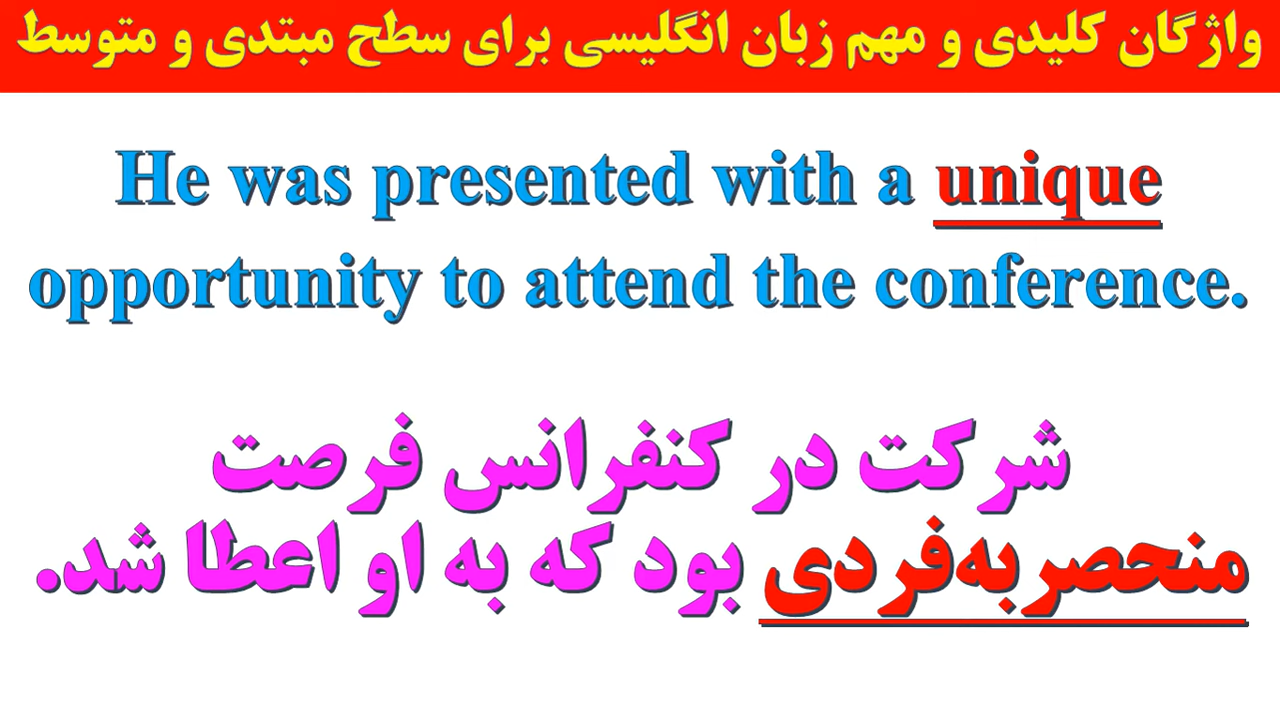 واژگان کلیدی و مهم زبان انگلیسی برای سطح مبتدی و متوسط
He was presented with a unique
opportunity to attend the conference.
شرکت در کنفرانس فرصت
منحصربه‌فردی بود که به او اعطا شد.